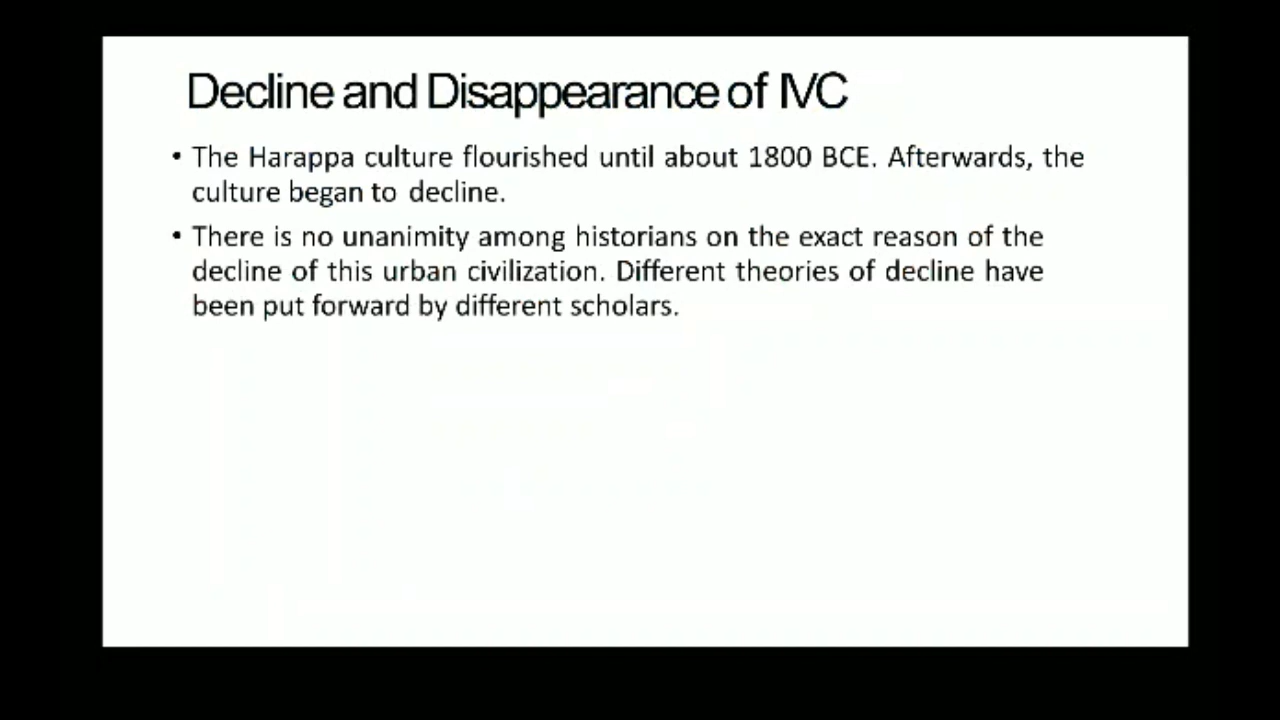 Decline and Disappearance of IVC
• The Harappa culture flourished until about 1800 BCE. Afterwards, the
culture began to decline.
• There is no unanimity among historians on the exact reason of the
decline of this urban civilization. Different theories of decline have
been put forward by different scholars.